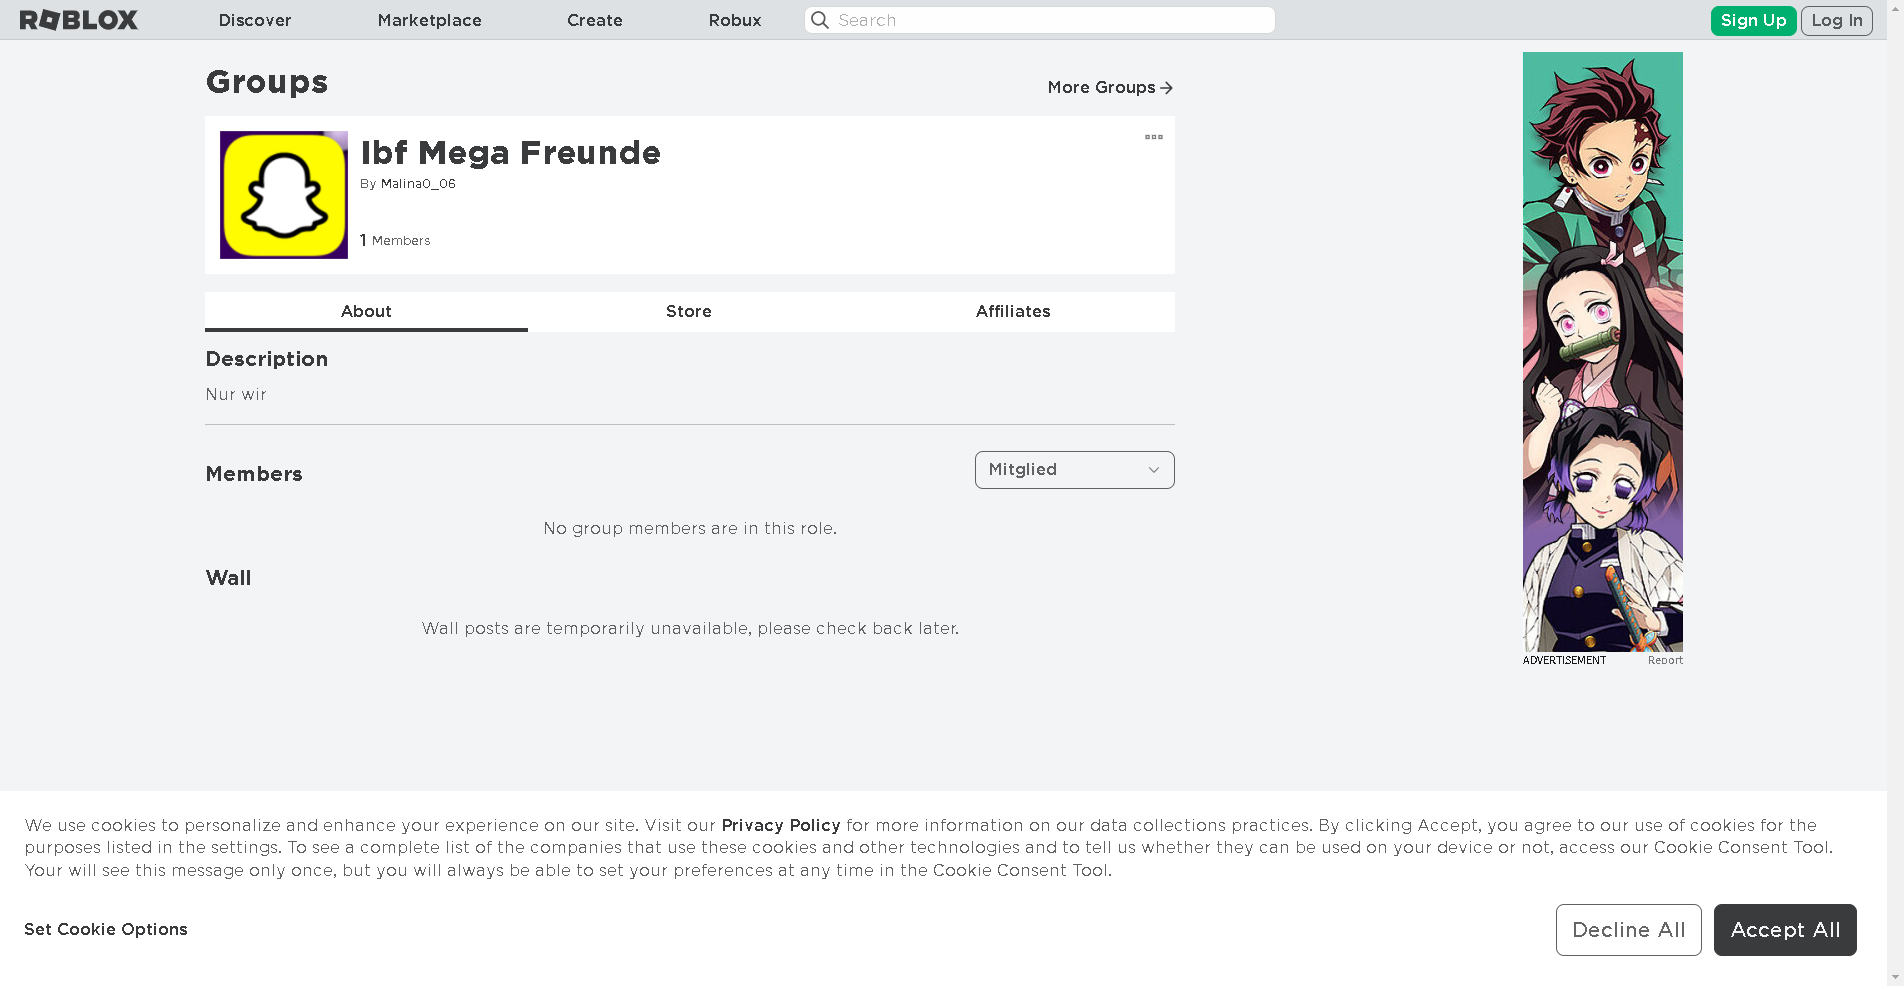 ROBLOX Discover Marketplace Create Robux Search Sign Up Log In
Groups
More Groups
Ibf Mega Freunde
By Malina0_06
1 Members
About Store Affiliates
Description
Nur wir
Members
Mitglied
No group members are in this role.
Wall
Wall posts are temporarily unavailable, please check back later.
ADVERTISEMENT Report
We use cookies to personalize and enhance your experience on our site. Visit our Privacy Policy for more information on our data collections practices. By clicking Accept, you agree to our use of cookies for the
purposes listed in the settings. To see a complete list of the companies that use these cookies and other technologies and to tell us whether they can be used on your device or not, access our Cookie Consent Tool.
Your will see this message only once, but you will always be able to set your preferences at any time in the Cookie Consent Tool.
Set Cookie Options
Decline All
Accept All